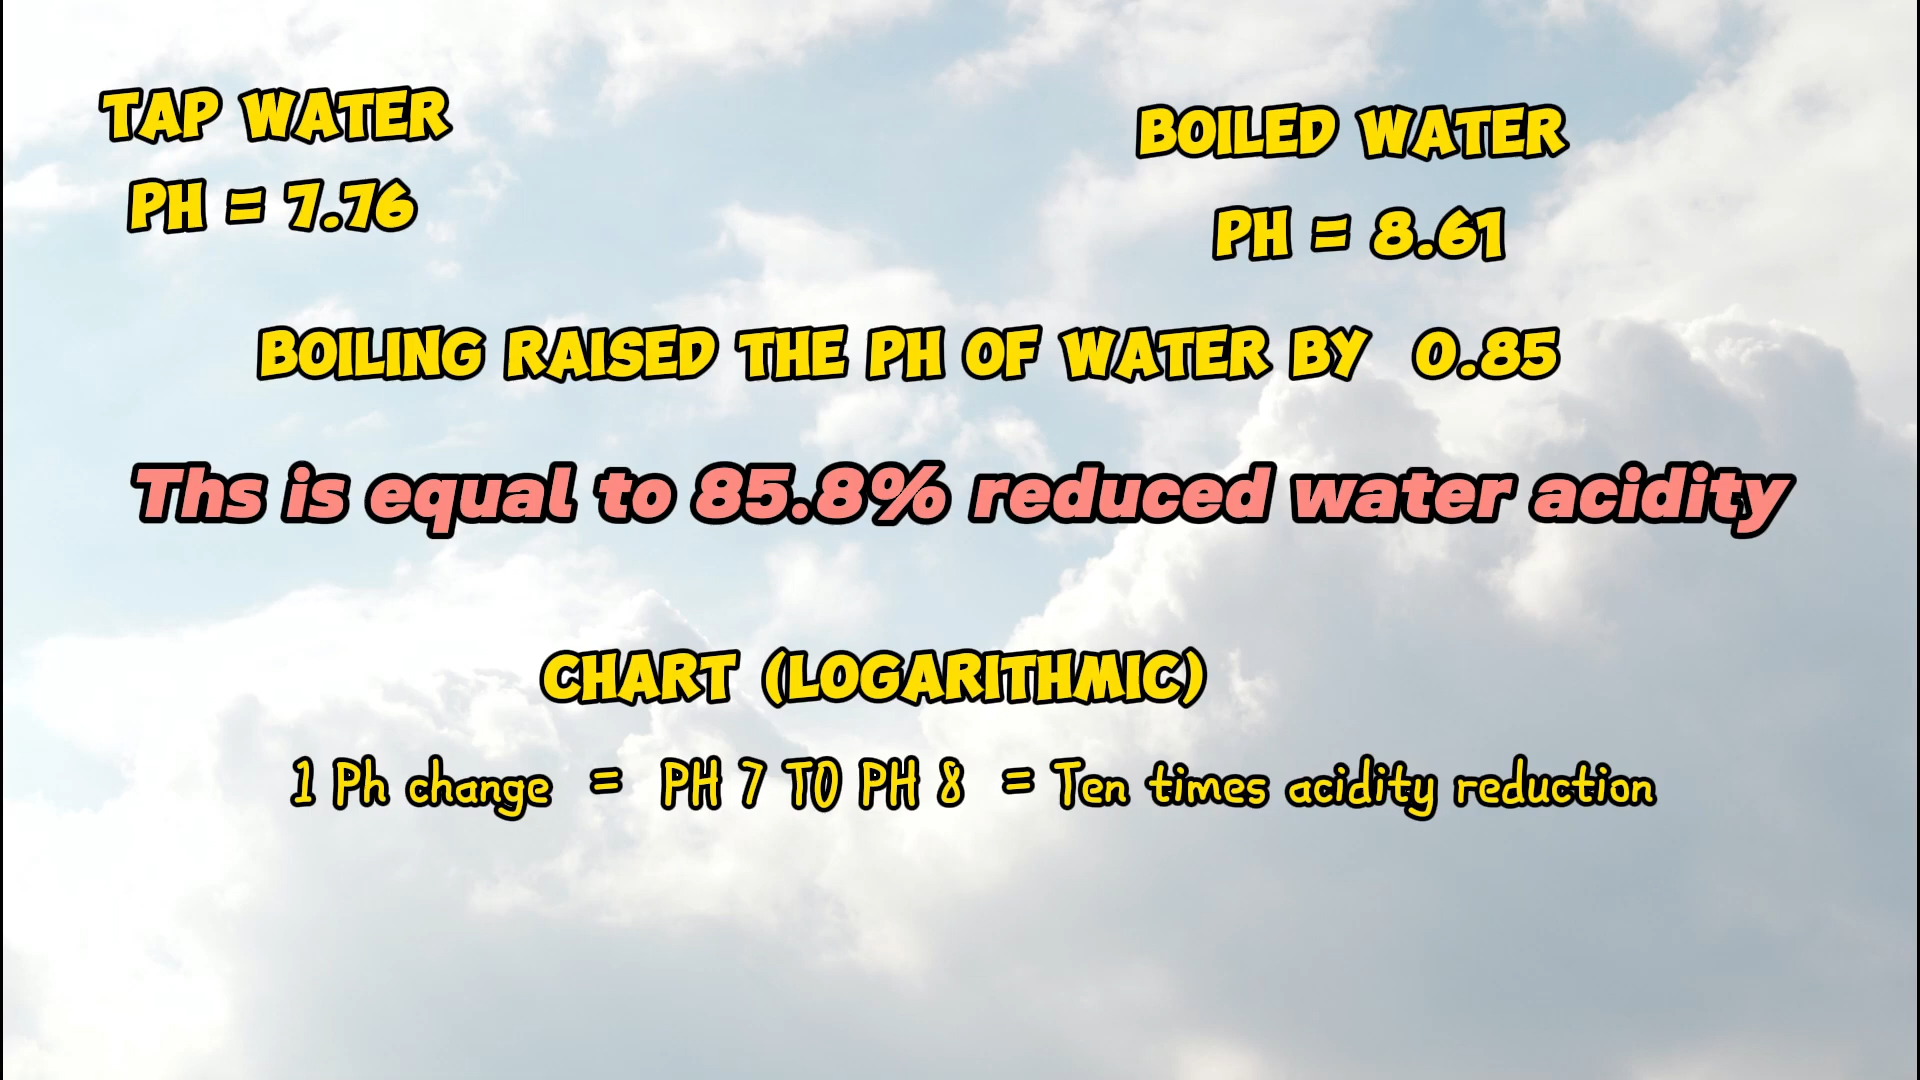 TAP WATER
PH = 7.76
BOILED WATER
PH = 8.61
BOILING RAISED THE PH OF WATER BY 0.85
Ths is equal to 85.8% reduced water acidity
CHART (LOGARITHMIC)
1 Ph change = PH 7 TO PH 8 = Ten times acidity reduction